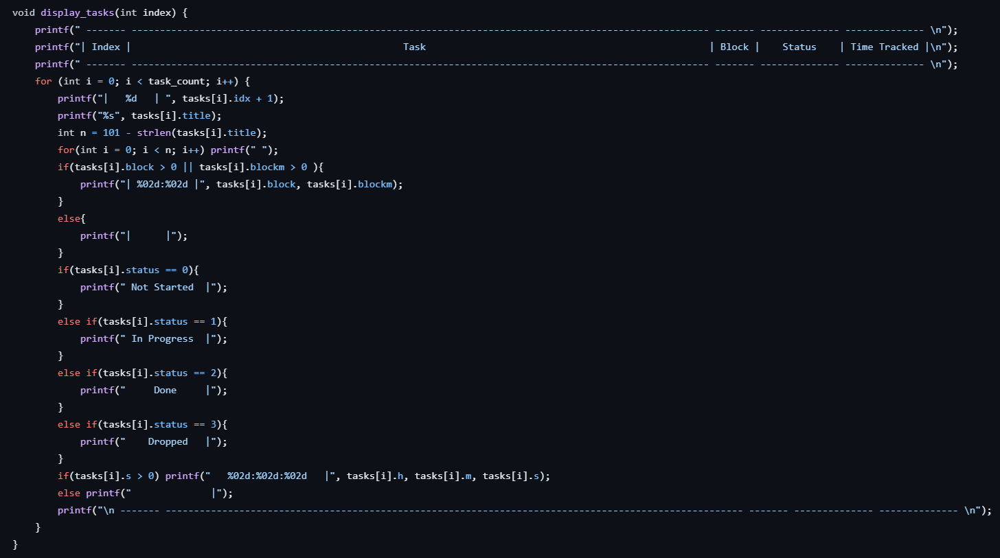 void display_tasks(int index) {
    printf(" ------- ------------------------------------------------------------------------------------------------------ ------- -------------- -------------- \n");
    printf("| Index |                                                Task                                                  | Block |    Status    | Time Tracked |\n");
    printf(" ------- ------------------------------------------------------------------------------------------------------ ------- -------------- -------------- \n");
    for (int i = 0; i < task_count; i++) {
        printf("|   %d   | ", tasks[i].idx + 1);
        printf("%s", tasks[i].title);
        int n = 101 - strlen(tasks[i].title);
        for(int i = 0; i < n; i++) printf(" ");
        if(tasks[i].block > 0 || tasks[i].blockm > 0 ){
            printf("| %02d:%02d |", tasks[i].block, tasks[i].blockm);
        }
        else{
            printf("|      |");
        }
        if(tasks[i].status == 0){
            printf(" Not Started  |");
        }
        else if(tasks[i].status == 1){
            printf(" In Progress  |");
        }
        else if(tasks[i].status == 2){
            printf("     Done     |");
        }
        else if(tasks[i].status == 3){
            printf("    Dropped   |");
        }
        if(tasks[i].s > 0) printf("   %02d:%02d:%02d   |", tasks[i].h, tasks[i].m, tasks[i].s);
        else printf("              |");
        printf("\n ------- ------------------------------------------------------------------------------------------------------ ------- -------------- -------------- \n");
    }
}